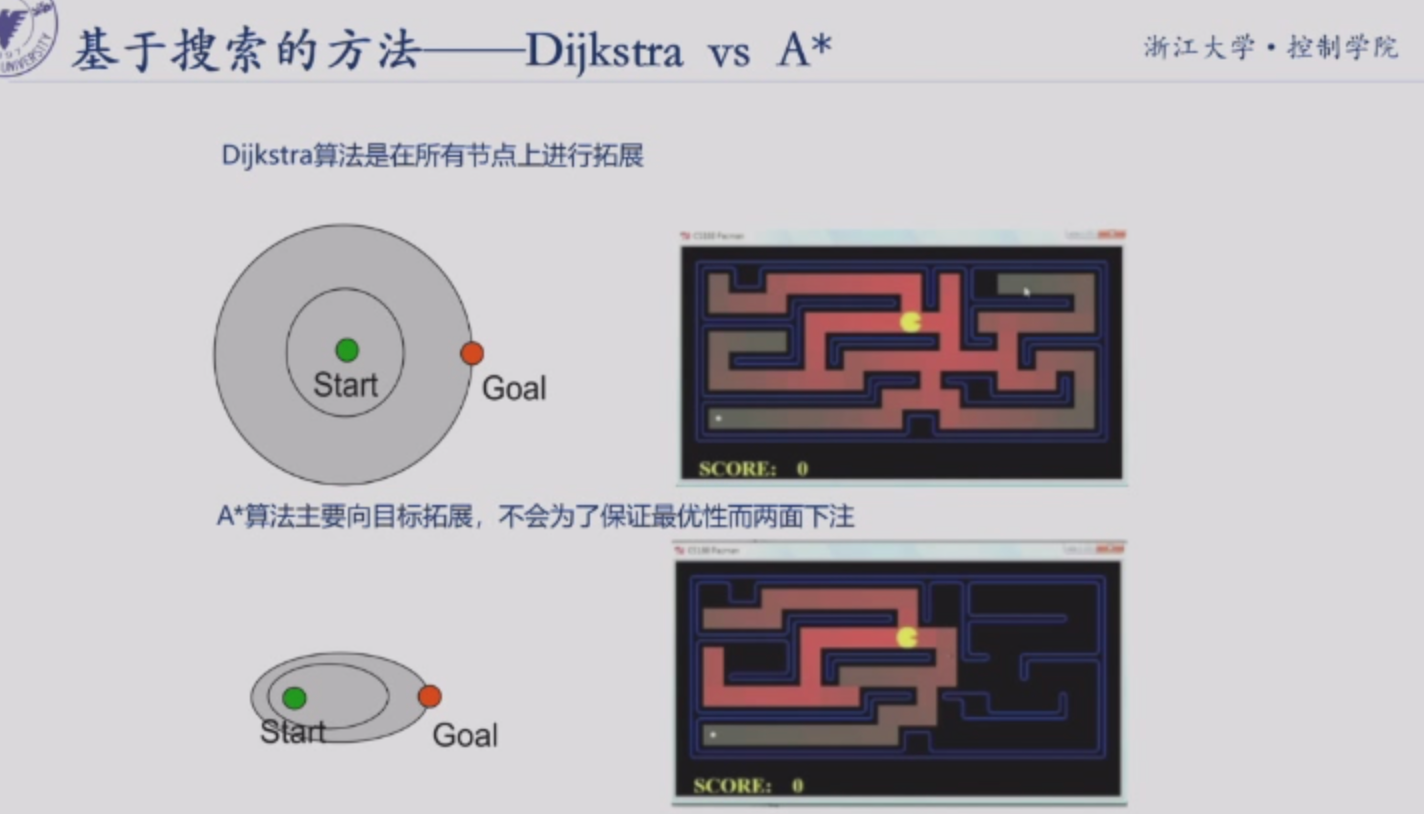 基于搜索的方法——Dijkstra vs A*
浙江大学·控制学院
Dijkstra算法是在所有节点上进行拓展
Start
Goal
SCORE: 0
A*算法主要向目标拓展，不会为了保证最优性而两面下注
Start
Goal
SCORE: 0